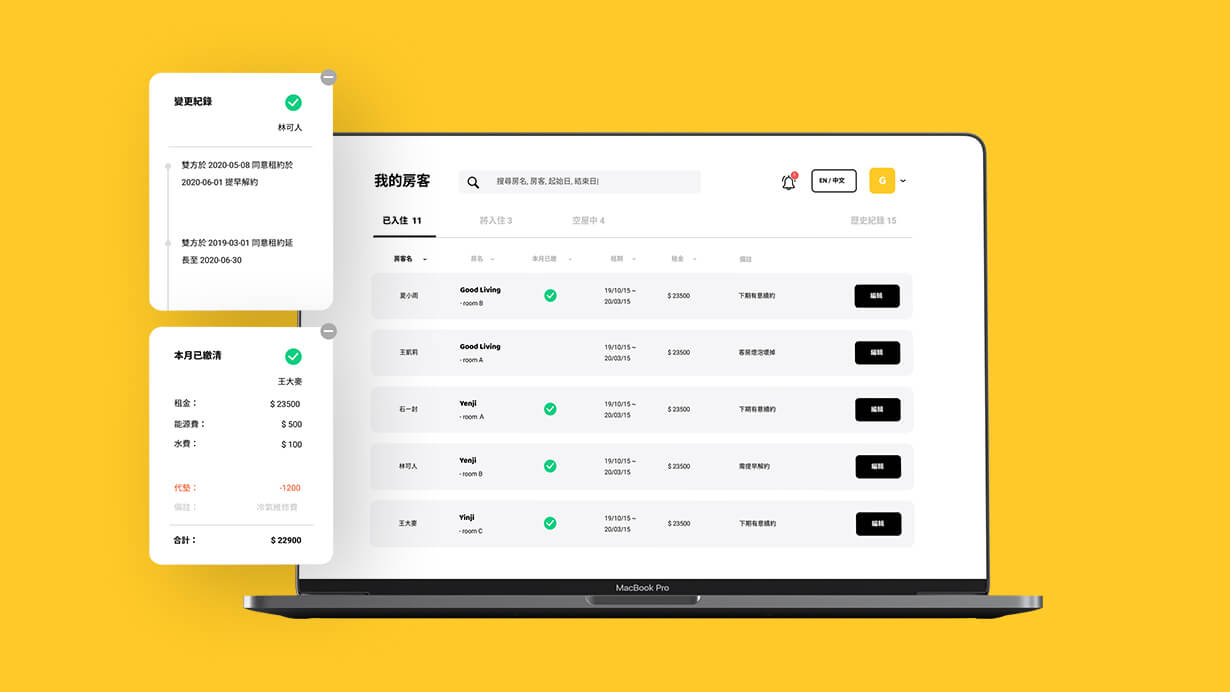 變更紀錄
林可人
雙方於 2020-05-08 同意租約於
2020-06-01 提早解約
雙方於 2019-03-01 同意租約延
長至 2020-06-30
本月已繳清
王大麥
租金： $ 23500
能源費： $ 500
水費： $ 100
代墊： -1200
備註： 冷氣維修費
合計： $ 22900
我的房客
搜尋房名, 房客, 起始日, 結束日|
EN / 中文
G
已入住 11 將入住 3 空屋中 4 歷史紀錄 15
房客名 房名 本月已繳 租期 租金 備註
夏小雨 Good Living - room B 19/10/15 ~ 20/03/15 $ 23500 下期有意續約 編輯
王凱莉 Good Living - room A 19/10/15 ~ 20/03/15 $ 23500 客房燈泡壞掉 編輯
石一封 Yenji - room A 19/10/15 ~ 20/03/15 $ 23500 下期有意續約 編輯
林可人 Yenji - room B 19/10/15 ~ 20/03/15 $ 23500 需提早解約 編輯
王大麥 Yinji - room C 19/10/15 ~ 20/03/15 $ 23500 下期有意續約 編輯
MacBook Pro